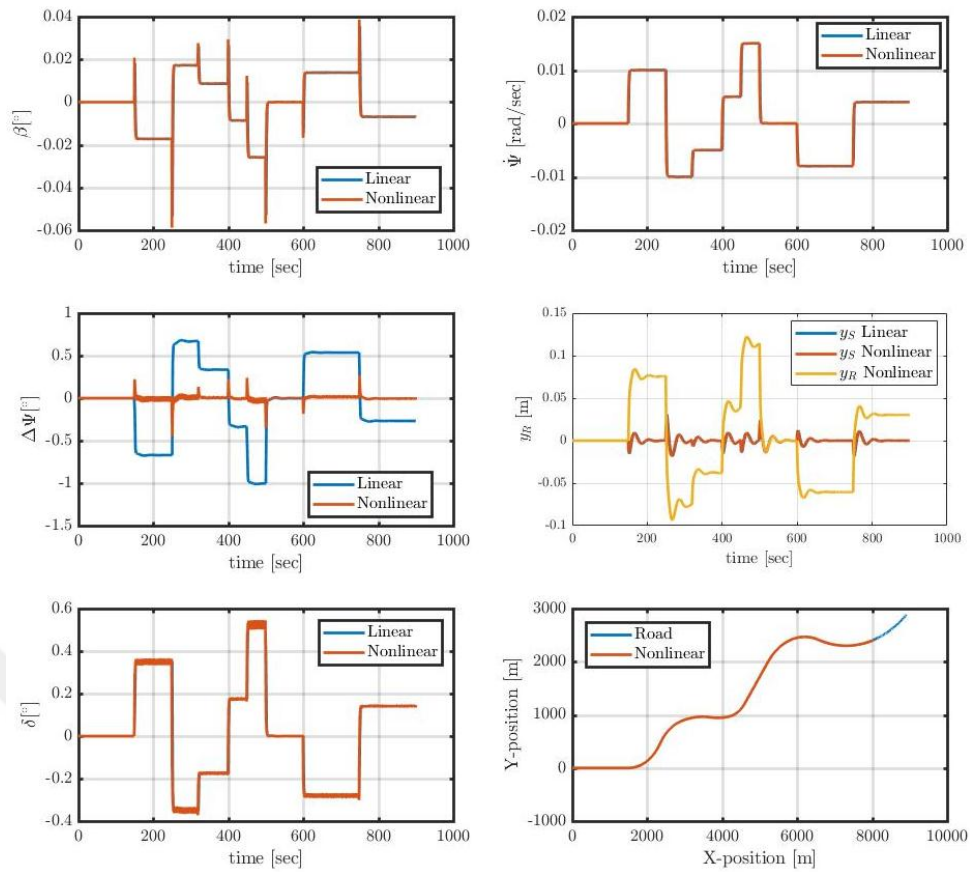 0.04
0.02
0
-0.02
-0.04
-0.06
β[°]
Linear
Nonlinear
0 200 400 600 800 1000
time [sec]
0.02
0.01
0
-0.01
-0.02
Ψ̇ [rad/sec]
Linear
Nonlinear
0 200 400 600 800 1000
time [sec]
1
0.5
0
-0.5
-1
-1.5
ΔΨ[°]
Linear
Nonlinear
0 200 400 600 800 1000
time [sec]
0.15
0.1
0.05
0
-0.05
-0.1
y_R [m]
y_S Linear
y_S Nonlinear
y_R Nonlinear
0 200 400 600 800 1000
time [sec]
0.6
0.4
0.2
0
-0.2
-0.4
δ[°]
Linear
Nonlinear
0 200 400 600 800 1000
time [sec]
3000
2000
1000
0
-1000
Y-position [m]
Road
Nonlinear
0 2000 4000 6000 8000 10000
X-position [m]